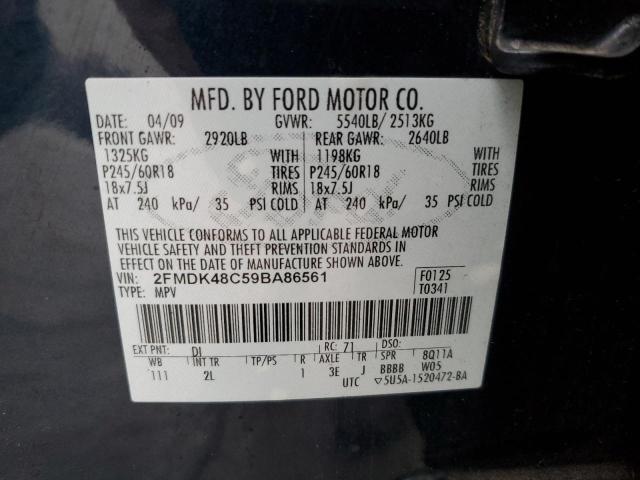 MFD. BY FORD MOTOR CO.
DATE: 04/09 GVWR: 5540LB/ 2513KG
FRONT GAWR: 2920LB REAR GAWR: 2640LB
1325KG WITH 1198KG WITH
P245/60R18 TIRES P245/60R18 TIRES
18x7.5J RIMS 18x7.5J RIMS
AT 240 kPa/ 35 PSI COLD AT 240 kPa/ 35 PSI COLD
THIS VEHICLE CONFORMS TO ALL APPLICABLE FEDERAL MOTOR
VEHICLE SAFETY AND THEFT PREVENTION STANDARDS IN
EFFECT ON THE DATE OF MANUFACTURE SHOWN ABOVE.
VIN: 2FMDK48C59BA86561 F0125
TYPE: MPV T0341
EXT PNT: DI RC: 71 DSO:
WB INT TR TP/PS R AXLE TR SPR 8Q11A
111 2L 1 3E J BBBB W05
UTC ▽5U5A-1520472-BA